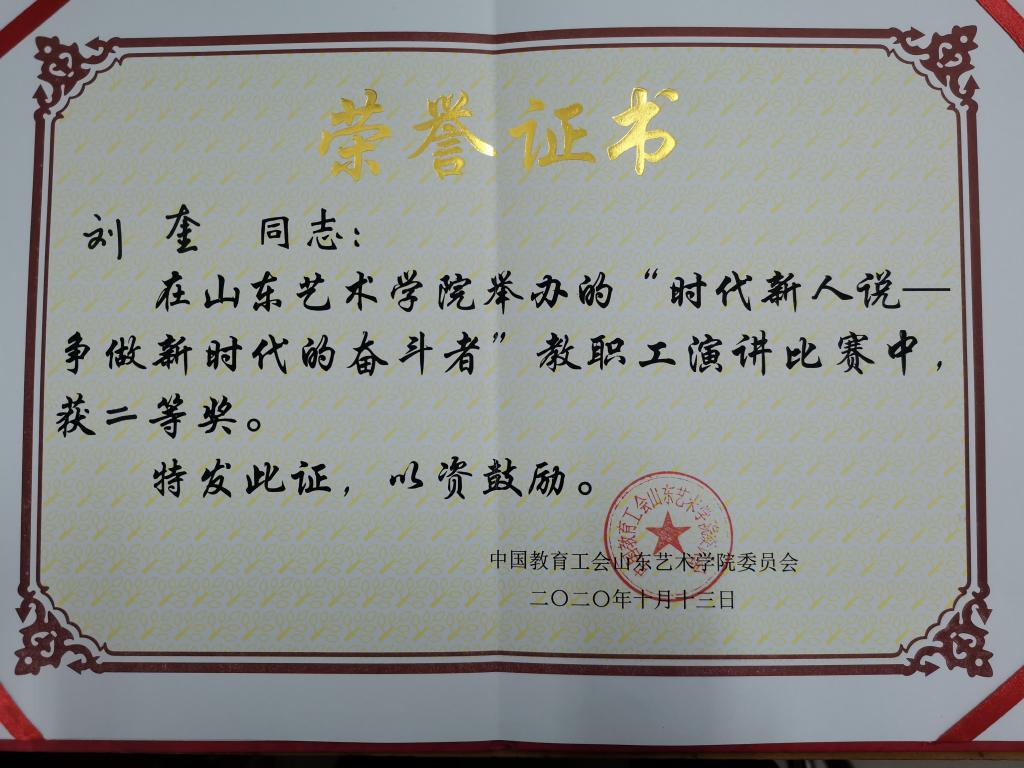 荣誉证书
刘 奎 同志：
在山东艺术学院举办的“时代新人说——
争做新时代的奋斗者”教职工演讲比赛中，
获二等奖。
特发此证，以资鼓励。
中国教育工会山东艺术学院委员会
二〇二〇年十月十三日